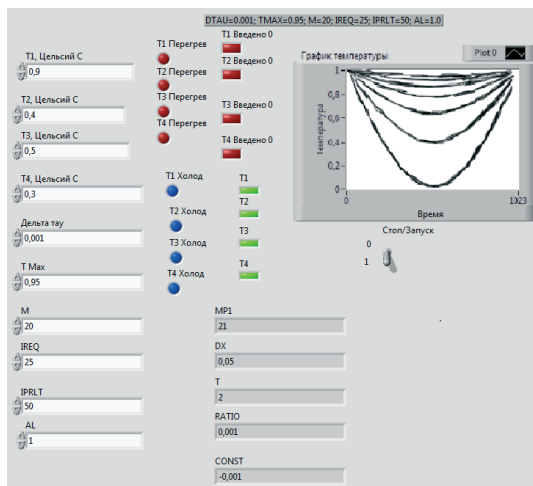 DTAU=0.001; TMAX=0.95; M=20; IREQ=25; IPRLT=50; AL=1.0
T1, Цельсий С
0,9
T2, Цельсий С
0,4
T3, Цельсий С
0,5
T4, Цельсий С
0,3
Дельта тау
0,001
T Max
0,95
M
20
IREQ
25
IPRLT
50
AL
1
T1 Перегрев
T2 Перегрев
T3 Перегрев
T4 Перегрев
T1 Введено 0
T2 Введено 0
T3 Введено 0
T4 Введено 0
T1 Холод
T2 Холод
T3 Холод
T4 Холод
T1
T2
T3
T4
График температуры
Plot 0
Температура
1
0,8
0,6
0,4
0,2
0
0
1023
Время
Стоп/Запуск
0
1
MP1
21
DX
0,05
T
2
RATIO
0,001
CONST
-0,001